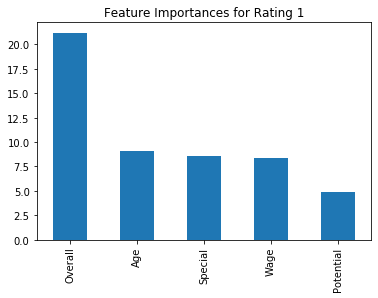 Feature Importances for Rating 1
20.0
17.5
15.0
12.5
10.0
7.5
5.0
2.5
0.0
Overall
Age
Special
Wage
Potential